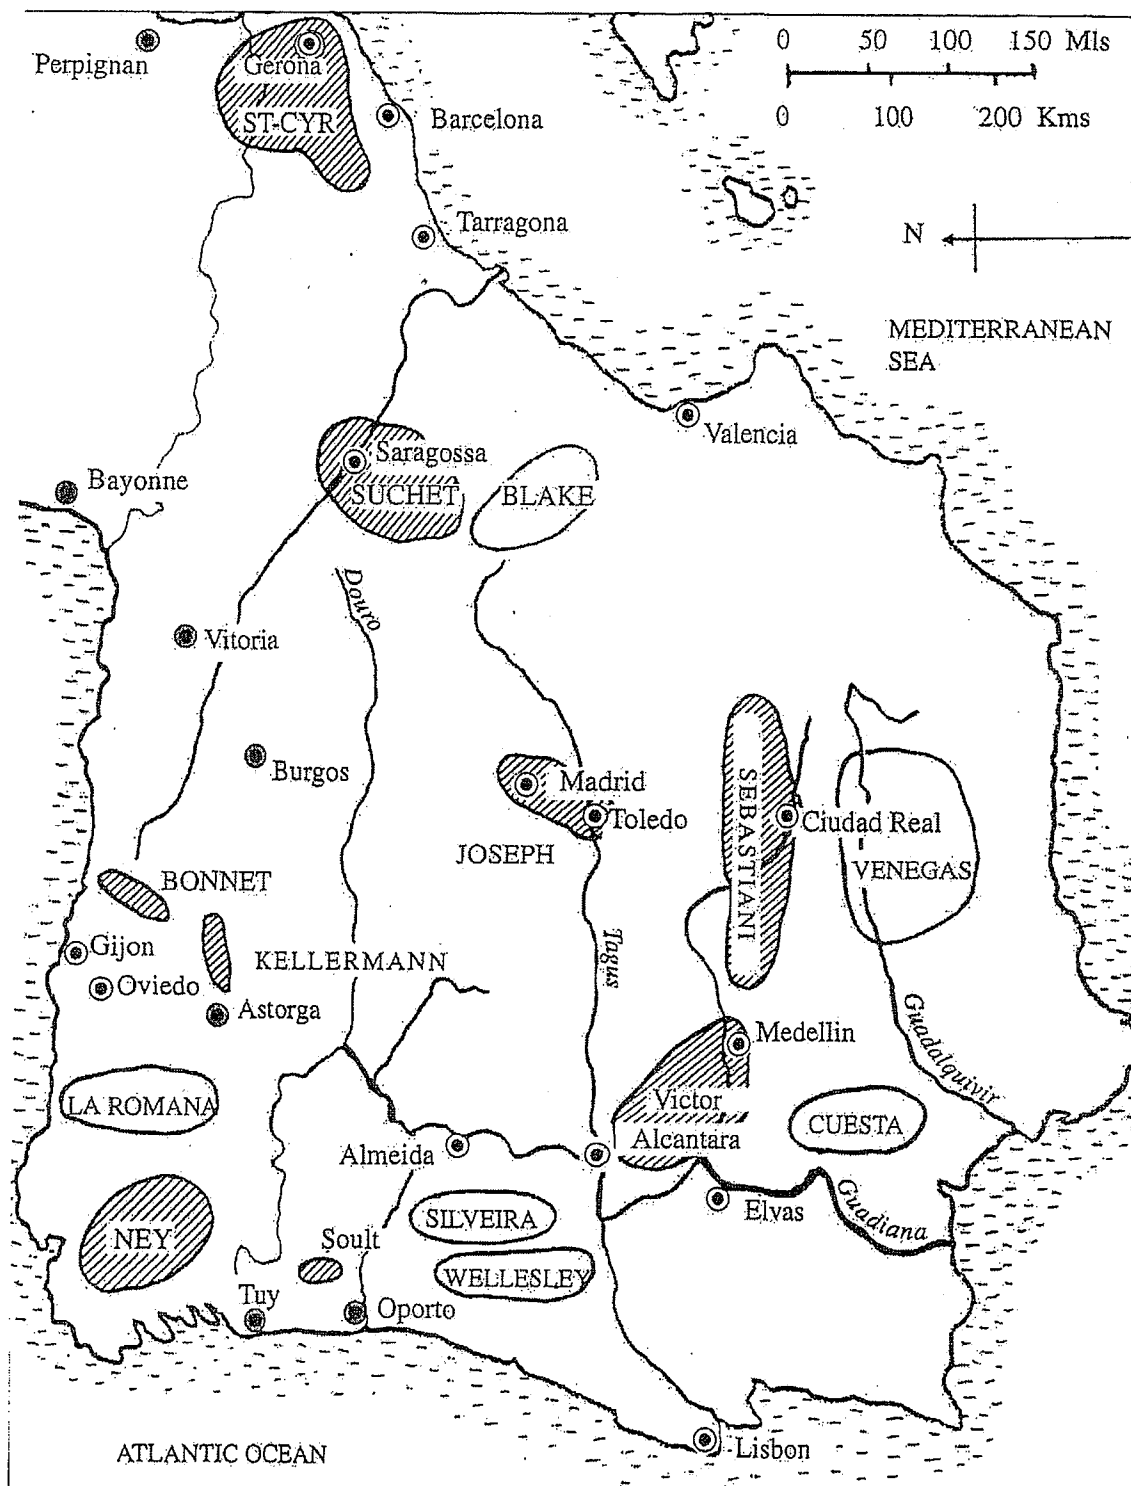 0 50 100 150 Mls
0 100 200 Kms
Perpignan
Gerona
ST-CYR
Barcelona
Tarragona
N
MEDITERRANEAN
SEA
Valencia
Saragossa
SUCHET
BLAKE
Bayonne
Douro
Vitoria
Burgos
Madrid
Toledo
JOSEPH
SEBASTIANI
Ciudad Real
VENEGAS
BONNET
Gijon
KELLERMANN
Oviedo
Astorga
Tagus
Guadalquivir
Medellin
LA ROMANA
Victor
CUESTA
Almeida
Alcantara
Elvas
Guadiana
NEY
Soult
SILVEIRA
WELLESLEY
Tuy
Oporto
ATLANTIC OCEAN
Lisbon